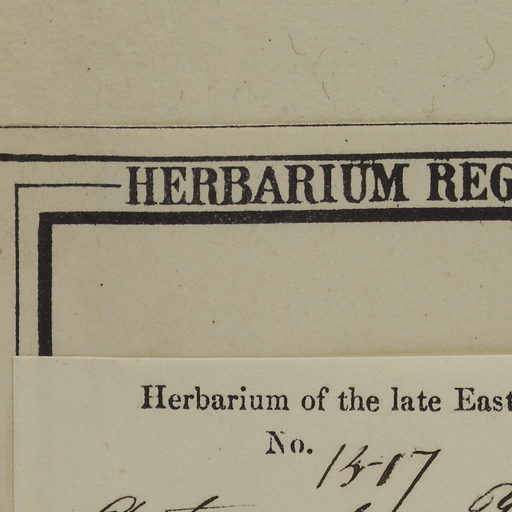 HERBARIUM REG
Herbarium of the late East
No. 1517